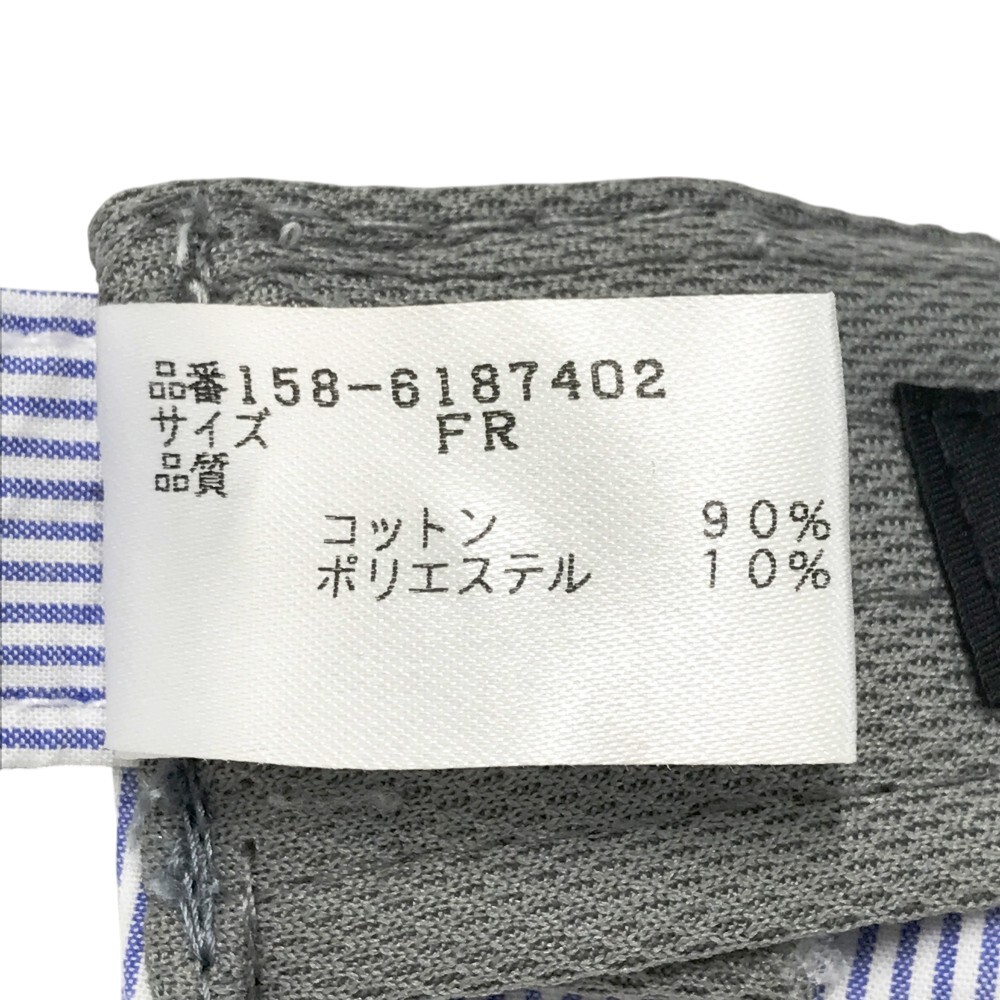 品番158-6187402
サイズ FR
品質
コットン 90%
ポリエステル 10%